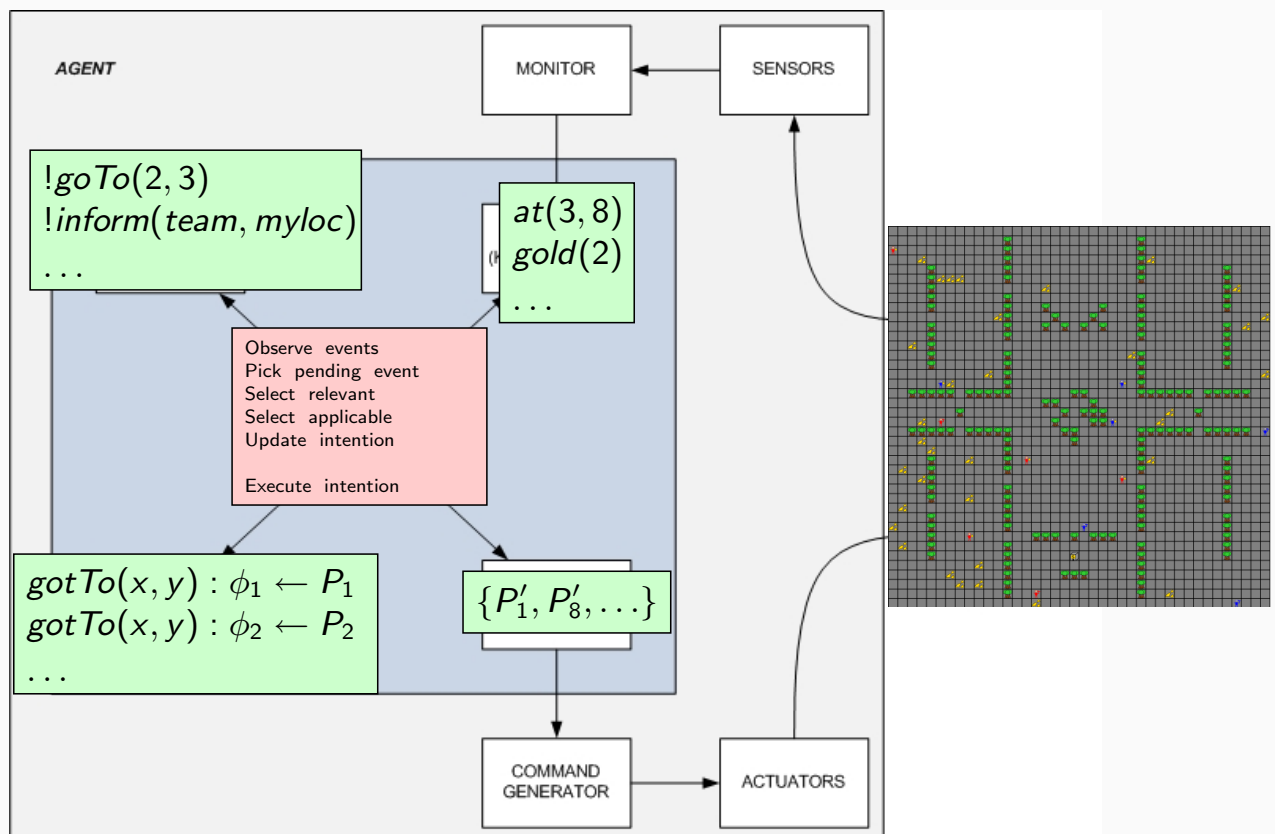 AGENT
MONITOR
SENSORS
!goTo(2, 3)
!inform(team, myloc)
. . .
at(3, 8)
gold(2)
. . .
Observe events
Pick pending event
Select relevant
Select applicable
Update intention
Execute intention
gotTo(x, y) : ϕ₁ ← P₁
gotTo(x, y) : ϕ₂ ← P₂
. . .
{P′₁, P′₈, . . .}
COMMAND
GENERATOR
ACTUATORS